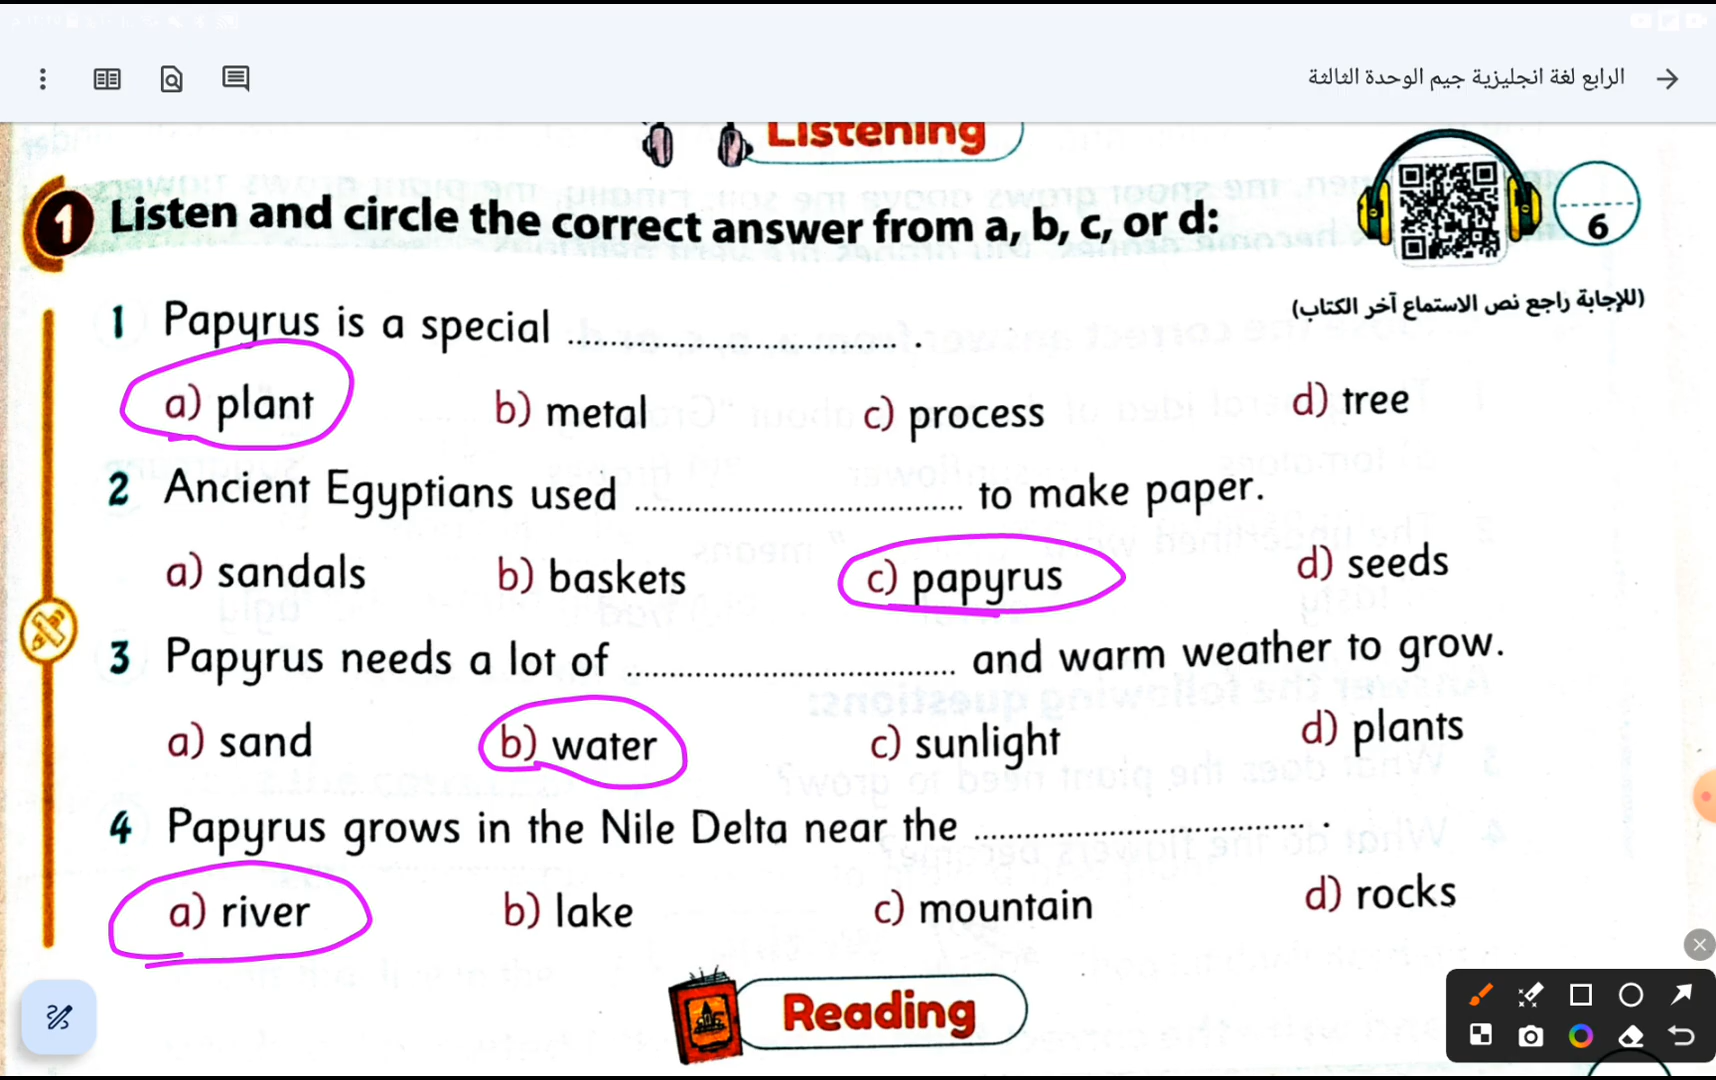 الرابع لغة انجليزية جيم الوحدة الثالثة
Listening
1 Listen and circle the correct answer from a, b, c, or d:
6
(للإجابة راجع نص الاستماع آخر الكتاب)
1 Papyrus is a special .................................... .
a) plant b) metal c) process d) tree
2 Ancient Egyptians used .................................... to make paper.
a) sandals b) baskets c) papyrus d) seeds
3 Papyrus needs a lot of .................................... and warm weather to grow.
a) sand b) water c) sunlight d) plants
4 Papyrus grows in the Nile Delta near the .................................... .
a) river b) lake c) mountain d) rocks
Reading